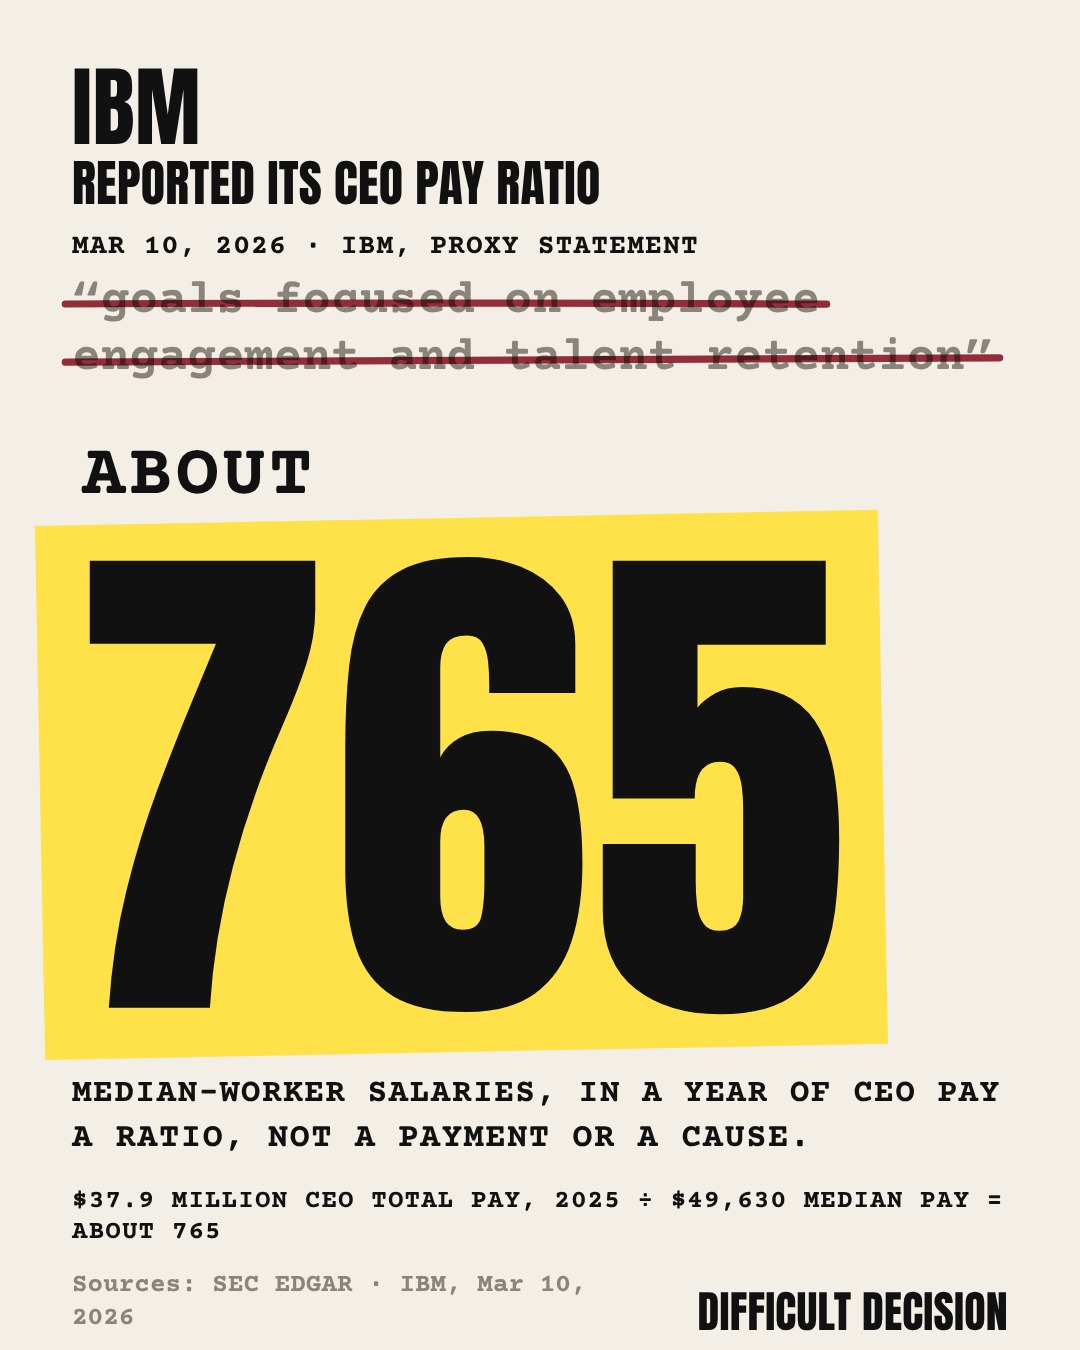 IBM
REPORTED ITS CEO PAY RATIO
MAR 10, 2026 · IBM, PROXY STATEMENT
“goals focused on employee
engagement and talent retention”
ABOUT
765
MEDIAN-WORKER SALARIES, IN A YEAR OF CEO PAY
A RATIO, NOT A PAYMENT OR A CAUSE.
$37.9 MILLION CEO TOTAL PAY, 2025 ÷ $49,630 MEDIAN PAY =
ABOUT 765
Sources: SEC EDGAR · IBM, Mar 10,
2026
DIFFICULT DECISION